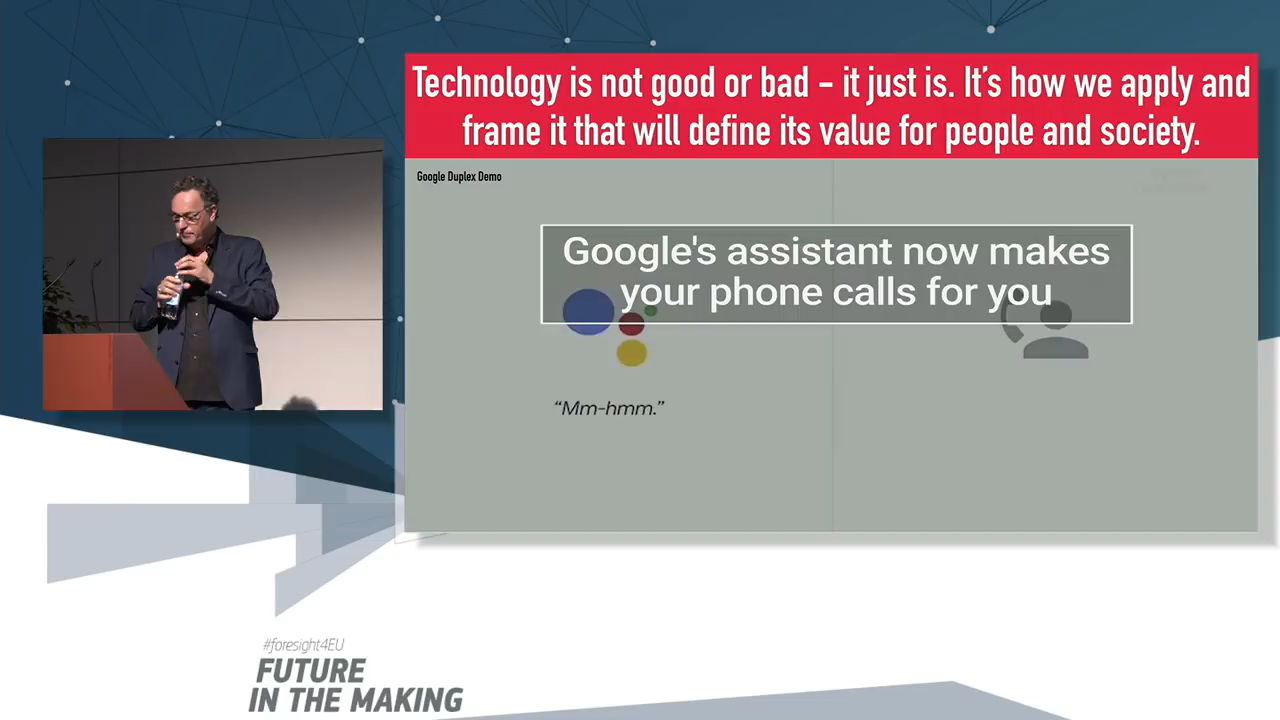 Technology is not good or bad – it just is. It's how we apply and
frame it that will define its value for people and society.
Google Duplex Demo
Google's assistant now makes
your phone calls for you
“Mm-hmm.”
#foresight4EU
FUTURE
IN THE MAKING